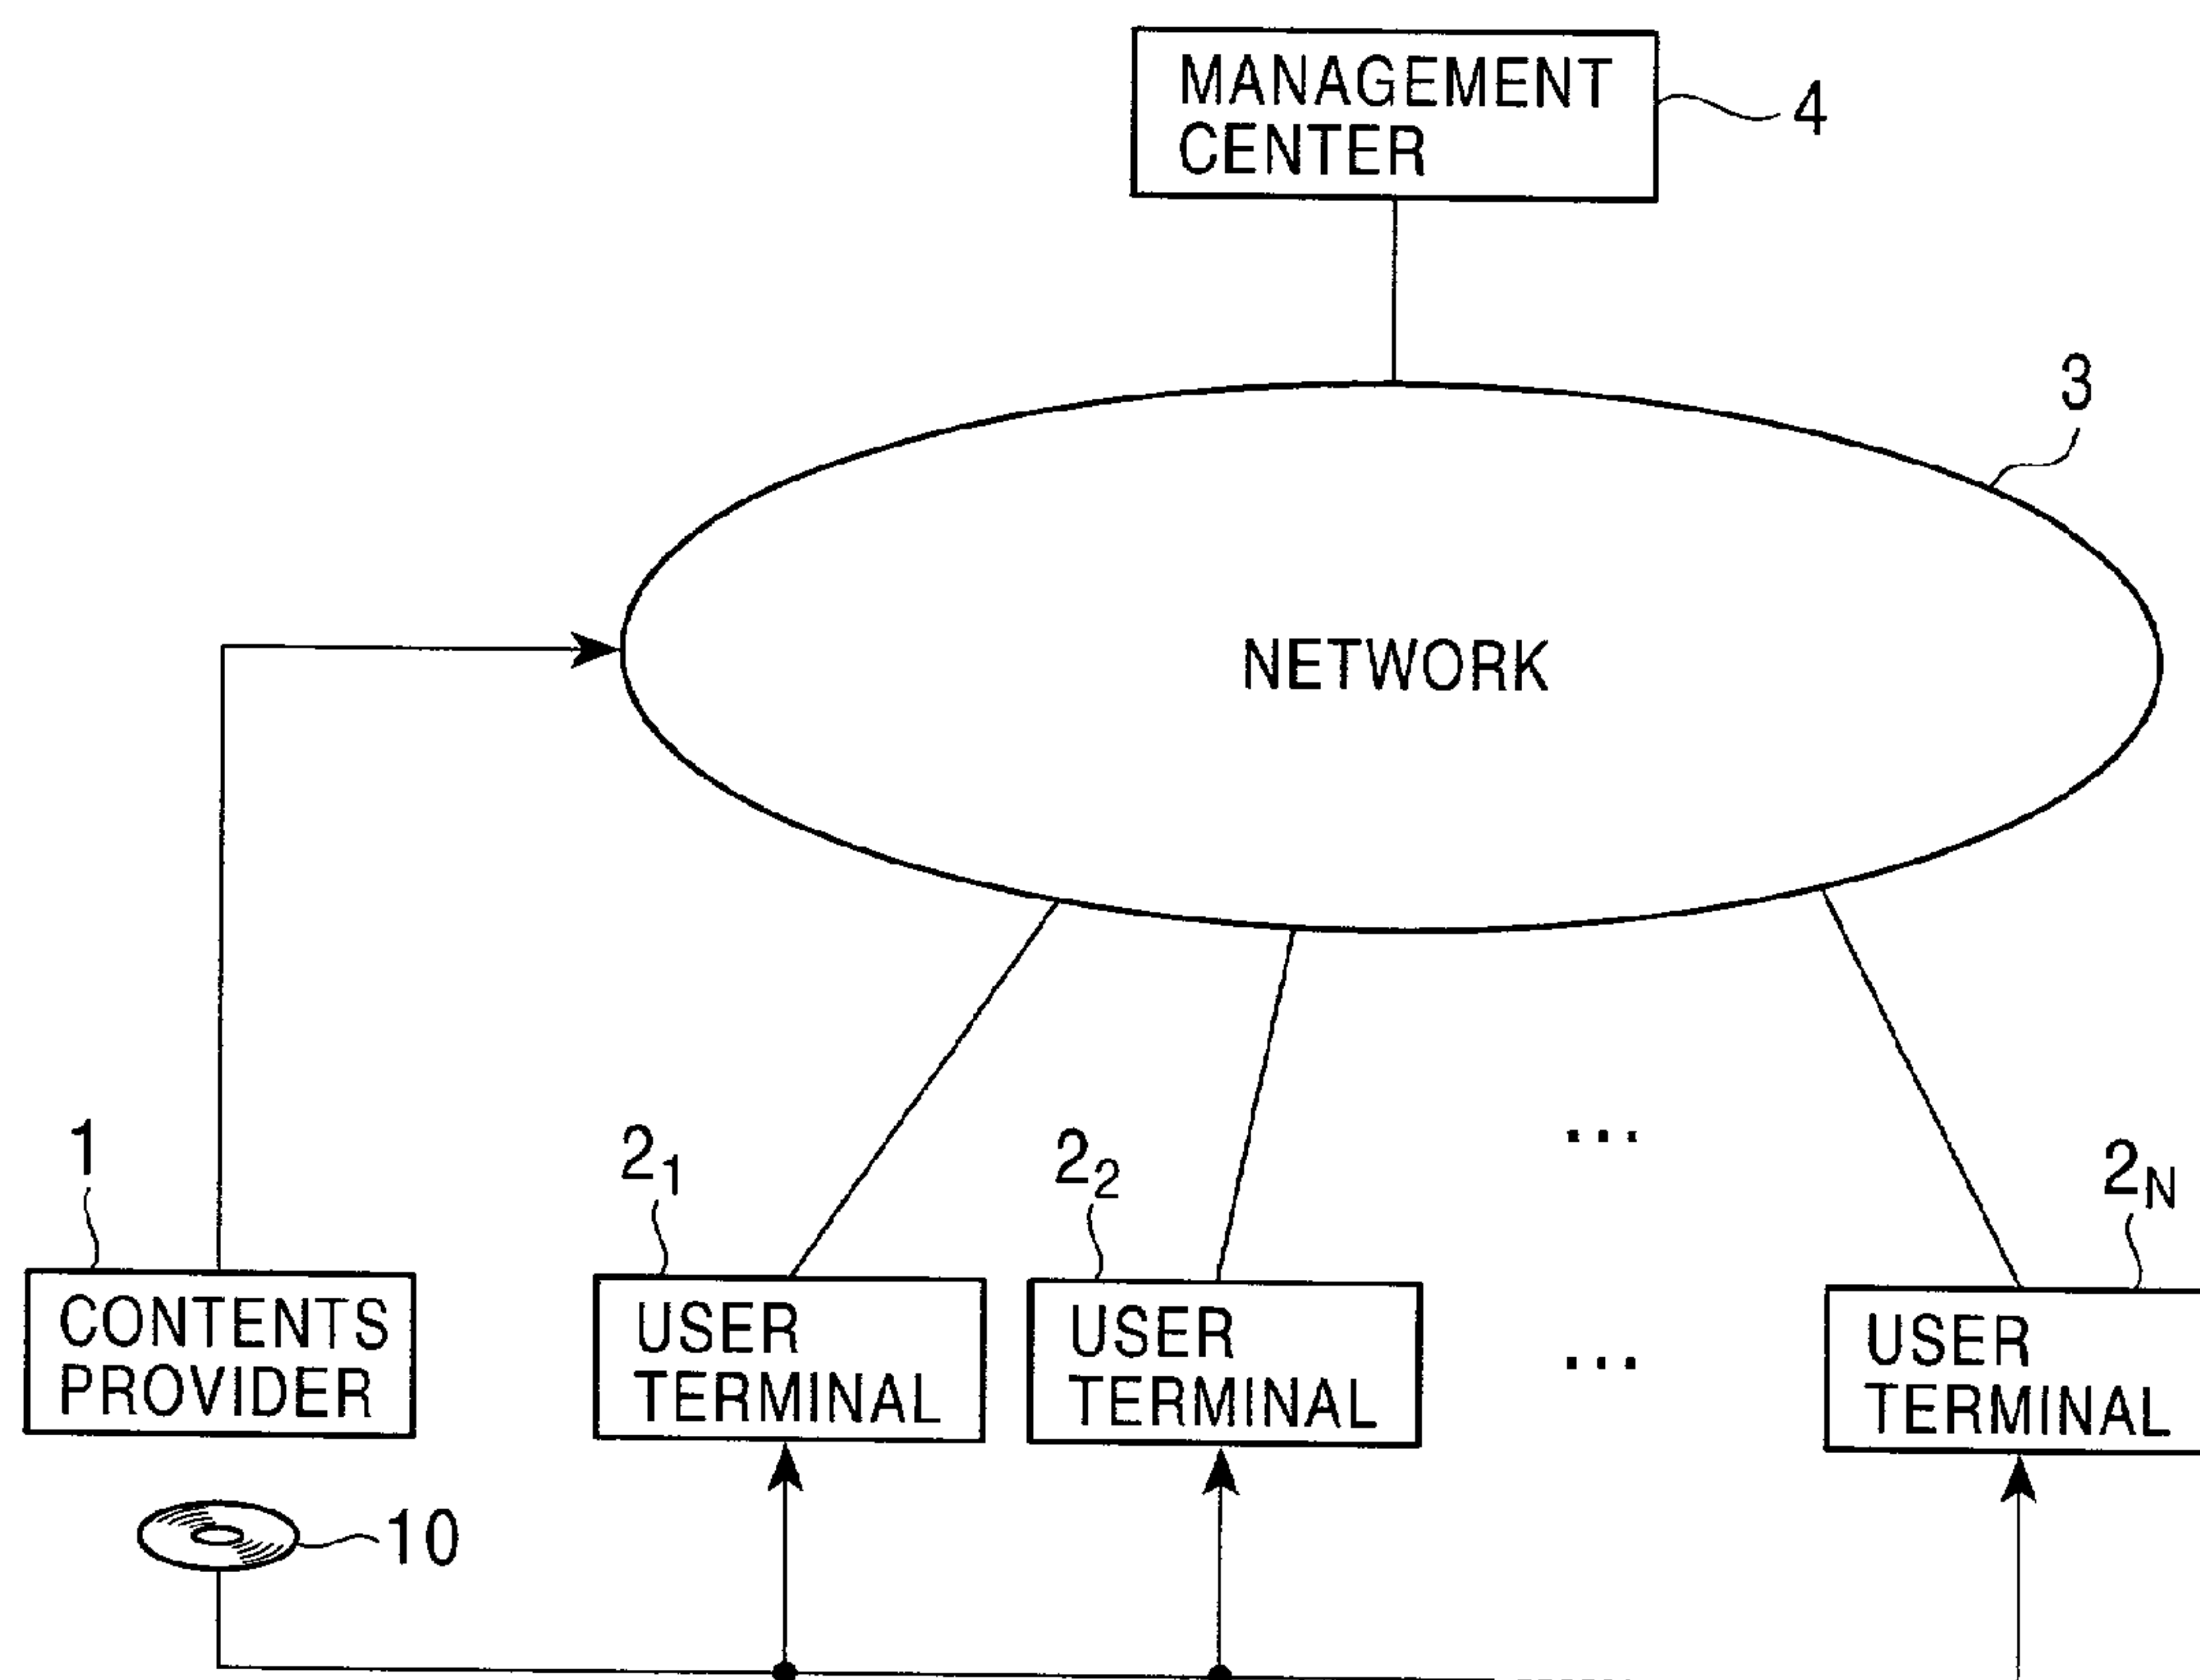 MANAGEMENT
CENTER
4
3
NETWORK
1
2₁
2₂
...
2N
CONTENTS
PROVIDER
USER
TERMINAL
USER
TERMINAL
...
USER
TERMINAL
10